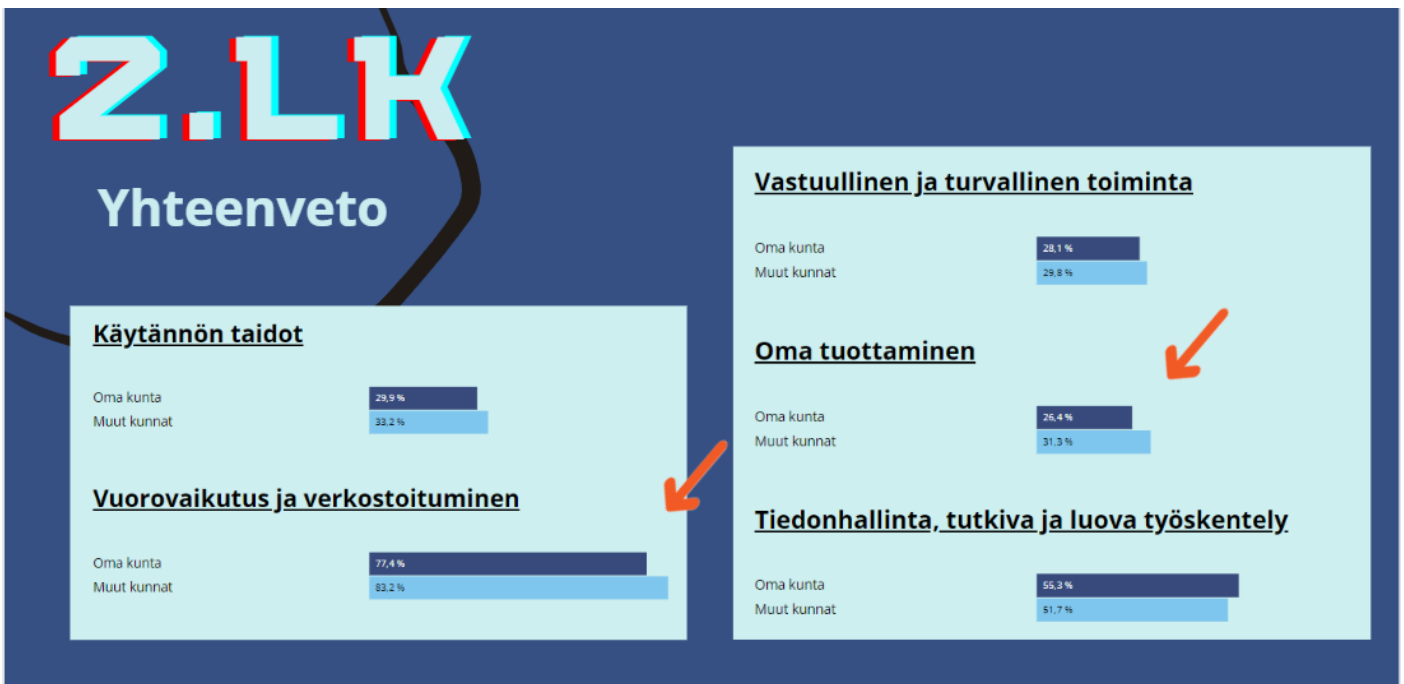 2.LK
Yhteenveto
Käytännön taidot
Oma kunta 29,9 %
Muut kunnat 33,2 %
Vuorovaikutus ja verkostoituminen
Oma kunta 77,4 %
Muut kunnat 83,2 %
Vastuullinen ja turvallinen toiminta
Oma kunta 28,1 %
Muut kunnat 29,8 %
Oma tuottaminen
Oma kunta 26,4 %
Muut kunnat 31,3 %
Tiedonhallinta, tutkiva ja luova työskentely
Oma kunta 55,3 %
Muut kunnat 51,7 %